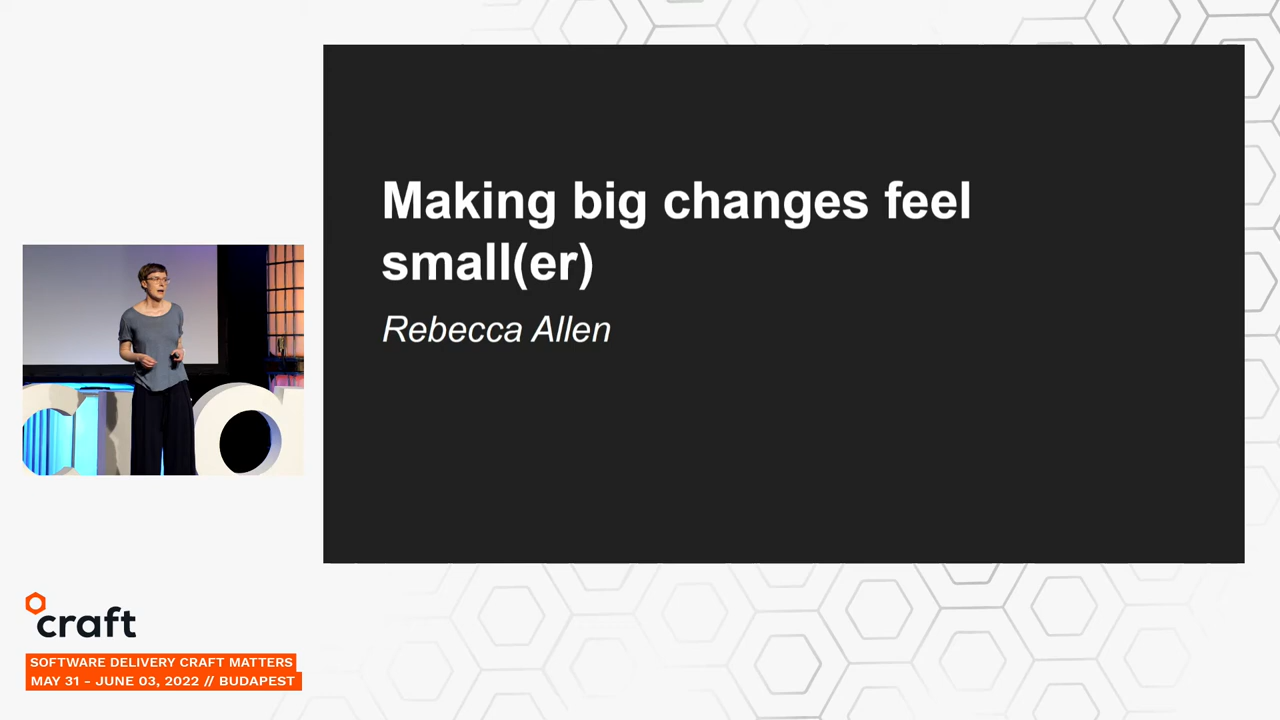 Making big changes feel
small(er)
Rebecca Allen
craft
SOFTWARE DELIVERY CRAFT MATTERS
MAY 31 - JUNE 03, 2022 // BUDAPEST